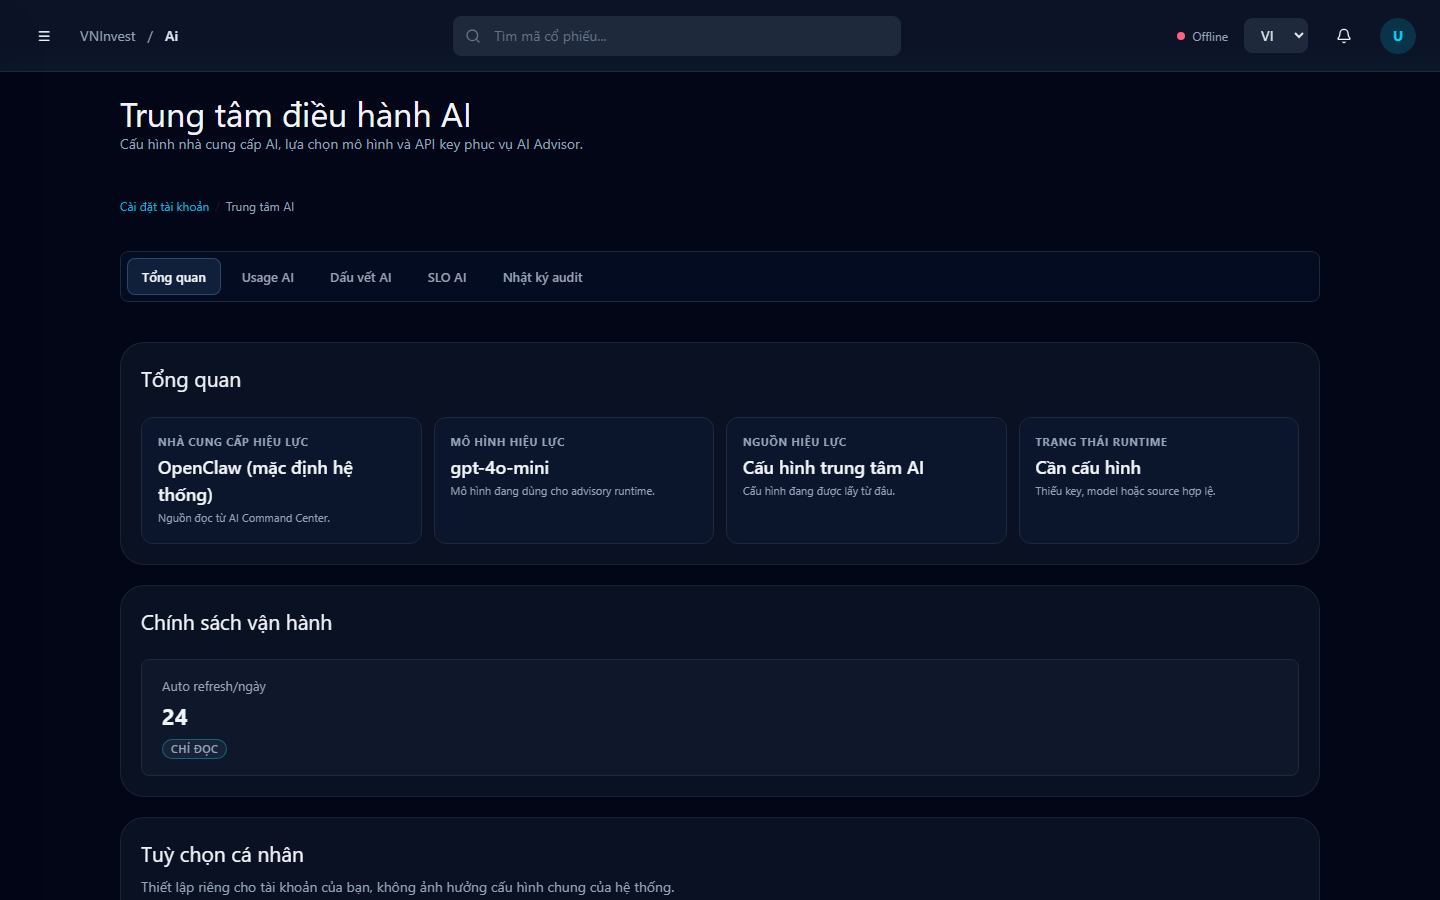 ☰ VNInvest / Ai Tìm mã cổ phiếu... Offline VI U
Trung tâm điều hành AI
Cấu hình nhà cung cấp AI, lựa chọn mô hình và API key phục vụ AI Advisor.
Cài đặt tài khoản / Trung tâm AI
Tổng quan Usage AI Dấu vết AI SLO AI Nhật ký audit
Tổng quan
NHÀ CUNG CẤP HIỆU LỰC
OpenClaw (mặc định hệ
thống)
Nguồn đọc từ AI Command Center.
MÔ HÌNH HIỆU LỰC
gpt-4o-mini
Mô hình đang dùng cho advisory runtime.
NGUỒN HIỆU LỰC
Cấu hình trung tâm AI
Cấu hình đang được lấy từ đâu.
TRẠNG THÁI RUNTIME
Cần cấu hình
Thiếu key, model hoặc source hợp lệ.
Chính sách vận hành
Auto refresh/ngày
24
CHỈ ĐỌC
Tuỳ chọn cá nhân
Thiết lập riêng cho tài khoản của bạn, không ảnh hưởng cấu hình chung của hệ thống.